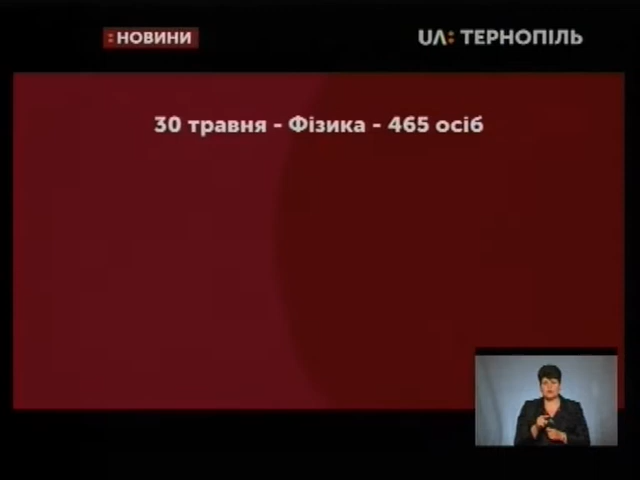 :НОВИНИ
UA: ТЕРНОПІЛЬ
30 травня - Фізика - 465 осіб